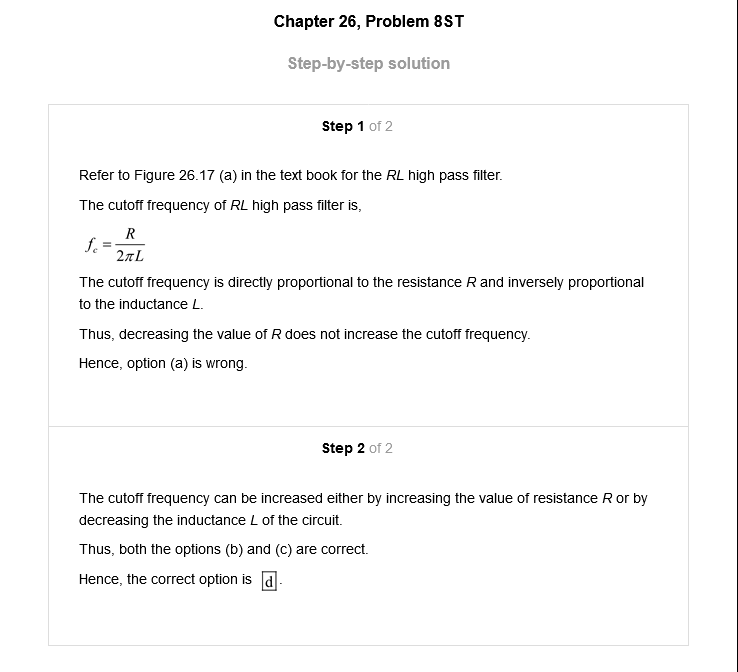 Chapter 26, Problem 8ST
Step-by-step solution
Step 1 of 2
Refer to Figure 26.17 (a) in the text book for the RL high pass filter.
The cutoff frequency of RL high pass filter is,
f_c = R / 2πL
The cutoff frequency is directly proportional to the resistance R and inversely proportional
to the inductance L.
Thus, decreasing the value of R does not increase the cutoff frequency.
Hence, option (a) is wrong.
Step 2 of 2
The cutoff frequency can be increased either by increasing the value of resistance R or by
decreasing the inductance L of the circuit.
Thus, both the options (b) and (c) are correct.
Hence, the correct option is d.